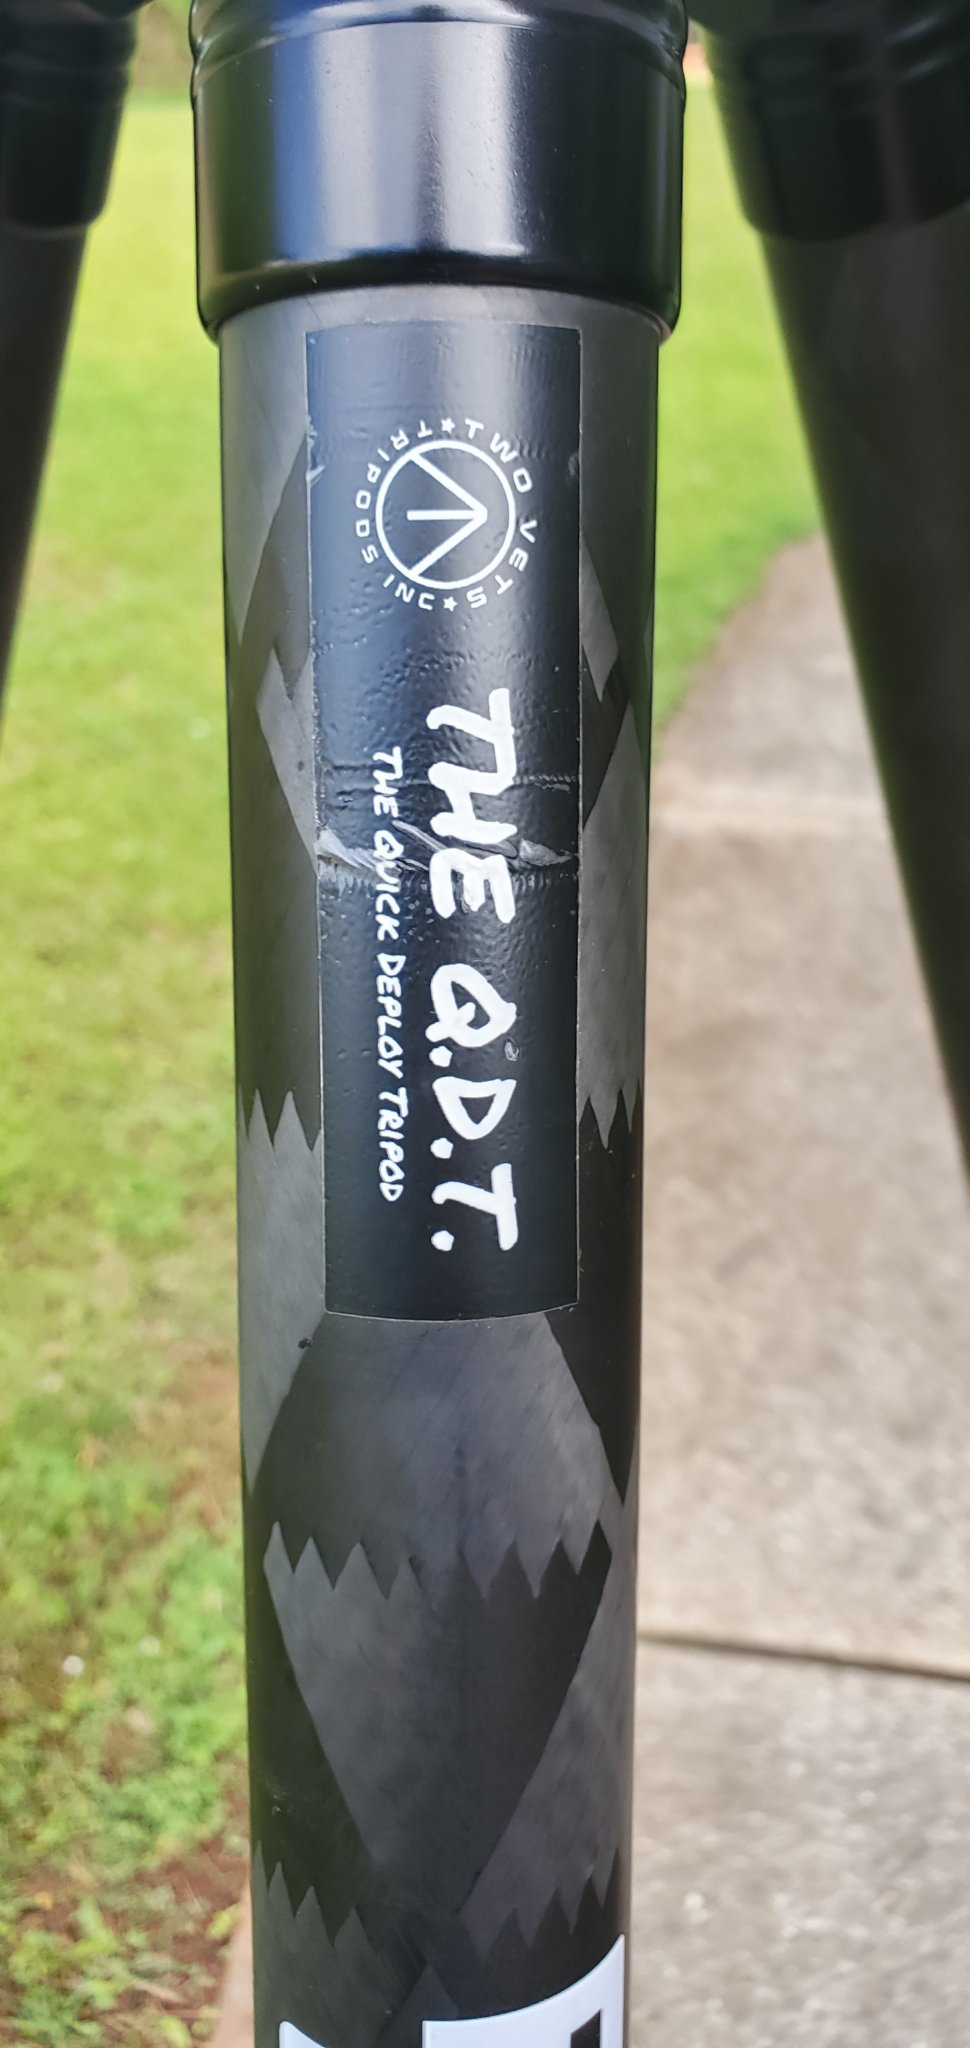 TWO VETS★TRIPODS INC★
THE Q.D.T.
THE QUICK DEPLOY TRIPOD